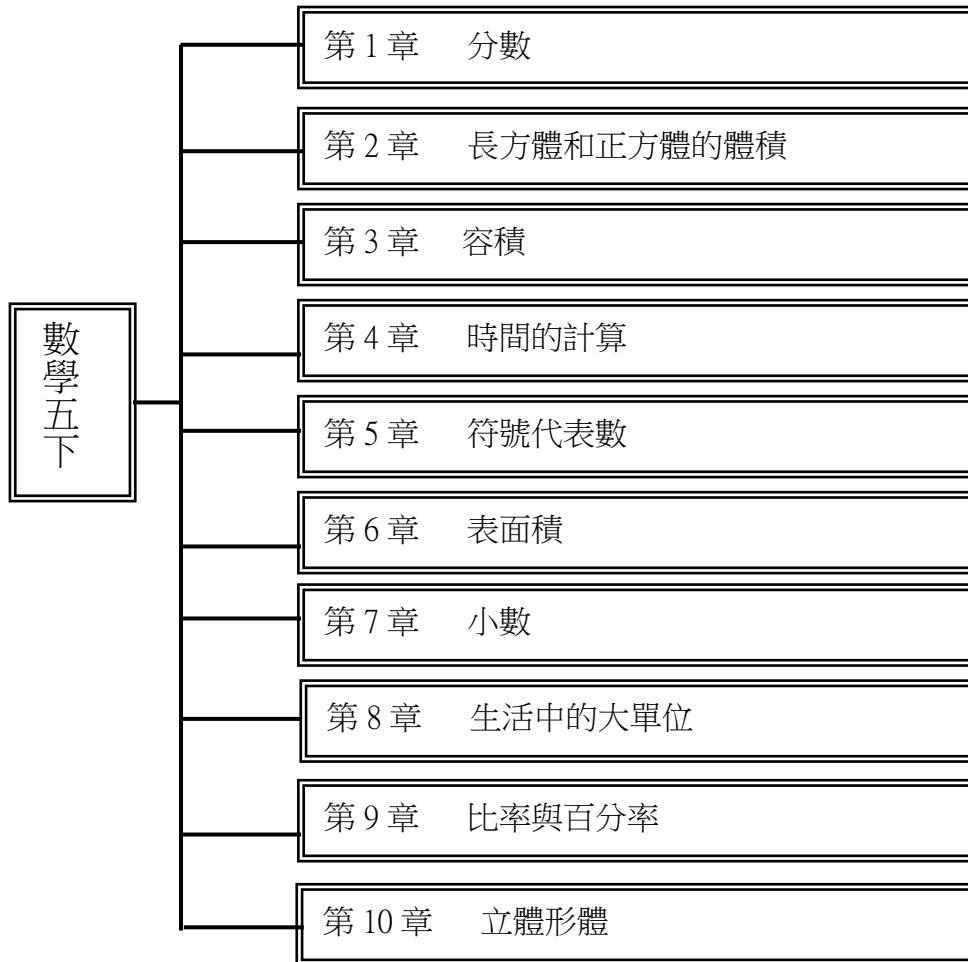 數學五下
第 1 章 分數
第 2 章 長方體和正方體的體積
第 3 章 容積
第 4 章 時間的計算
第 5 章 符號代表數
第 6 章 表面積
第 7 章 小數
第 8 章 生活中的大單位
第 9 章 比率與百分率
第 10 章 立體形體